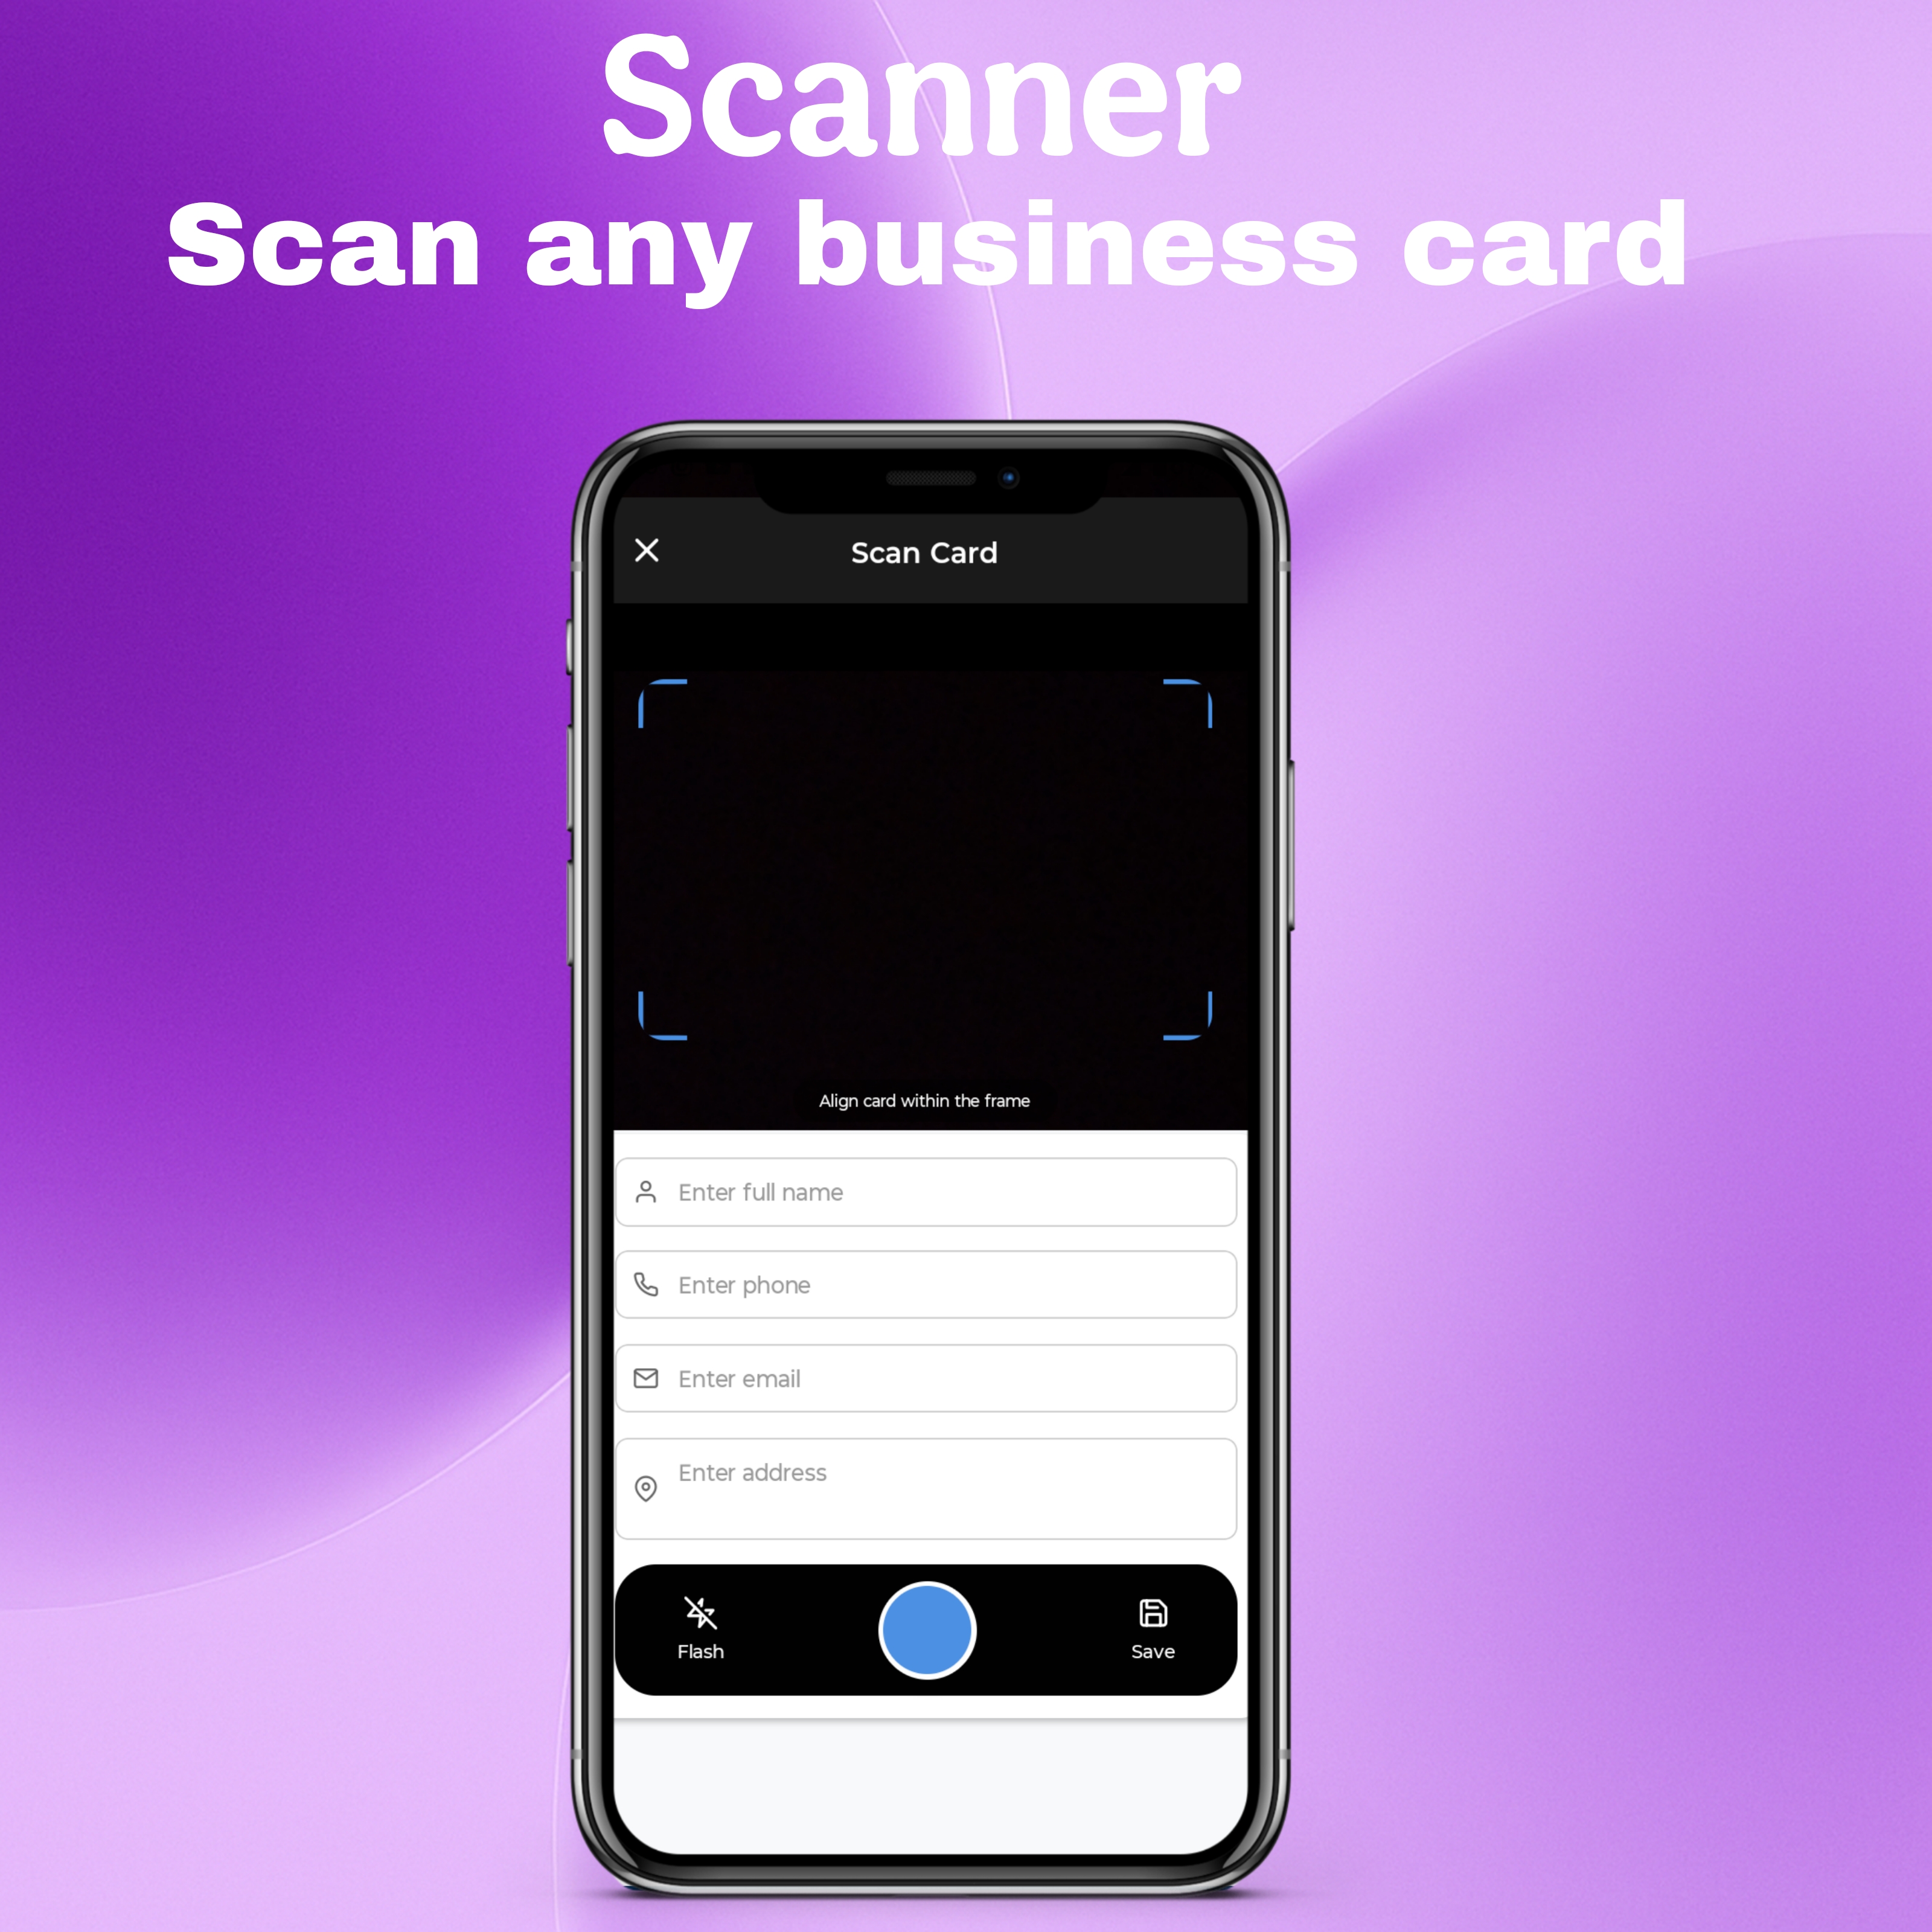 Scanner
Scan any business card
Scan Card
Align card within the frame
Enter full name
Enter phone
Enter email
Enter address
Flash
Save